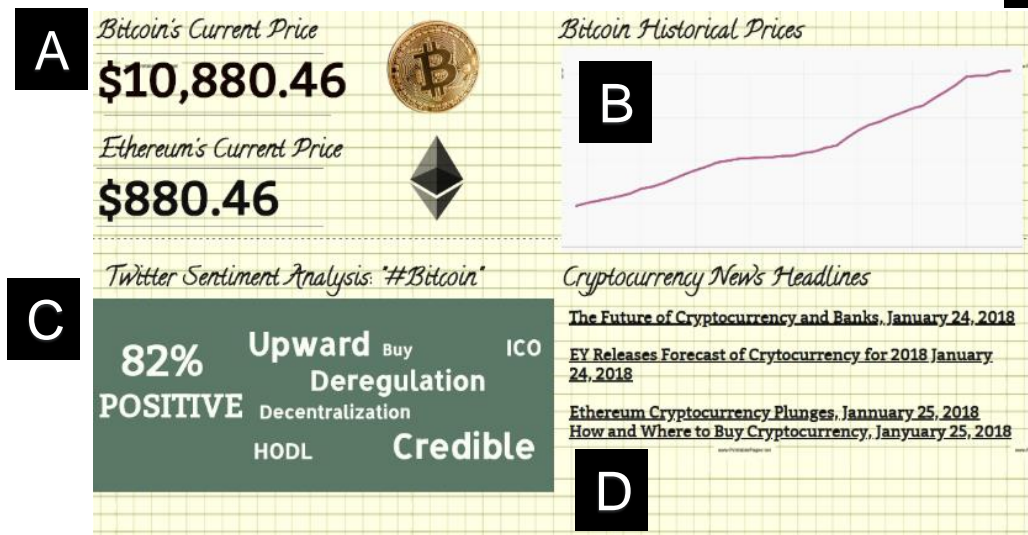 A
Bitcoin's Current Price
$10,880.46
Ethereum's Current Price
$880.46
Bitcoin Historical Prices
B
C
Twitter Sentiment Analysis: "#Bitcoin"
82%
POSITIVE
Upward Buy ICO
Deregulation
Decentralization
HODL Credible
Cryptocurrency News Headlines
The Future of Cryptocurrency and Banks, January 24, 2018
EY Releases Forecast of Crytocurrency for 2018 January
24, 2018
Ethereum Cryptocurrency Plunges, Jannuary 25, 2018
How and Where to Buy Cryptocurrency, Janyuary 25, 2018
D